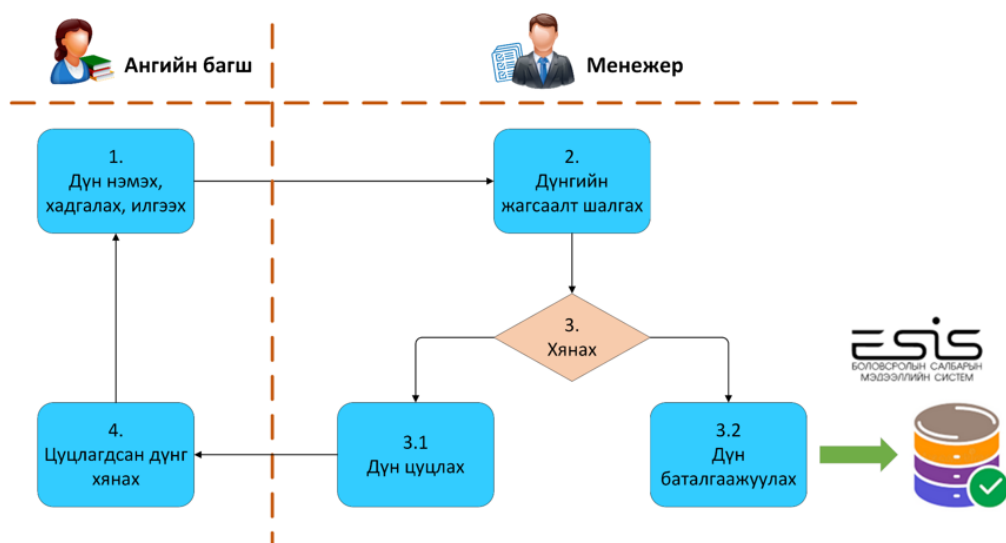 Ангийн багш
Менежер
1.
Дүн нэмэх,
хадгалах, илгээх
2.
Дүнгийн
жагсаалт шалгах
3.
Хянах
ESIS
БОЛОВСРОЛЫН САЛБАРЫН
МЭДЭЭЛЛИЙН СИСТЕМ
4.
Цуцлагдсан дүнг
хянах
3.1
Дүн цуцлах
3.2
Дүн
баталгаажуулах